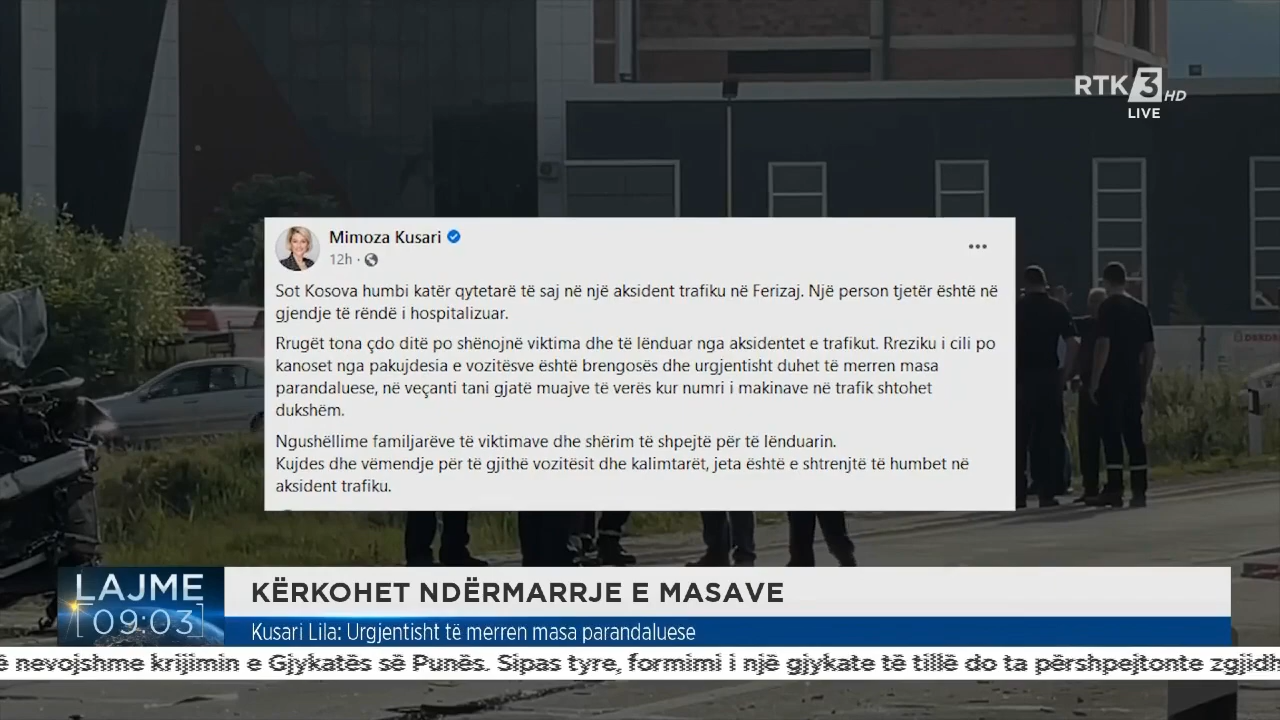 RTK 3 HD
LIVE
Mimoza Kusari
12h ·
Sot Kosova humbi katër qytetarë të saj në një aksident trafiku në Ferizaj. Një person tjetër është në
gjendje të rëndë i hospitalizuar.
Rrugët tona çdo ditë po shënojnë viktima dhe të lënduar nga aksidentet e trafikut. Rreziku i cili po
kanoset nga pakujdesia e vozitësve është brengosës dhe urgjentisht duhet të merren masa
parandaluese, në veçanti tani gjatë muajve të verës kur numri i makinave në trafik shtohet
dukshëm.
Ngushëllime familjarëve të viktimave dhe shërim të shpejtë për të lënduarin.
Kujdes dhe vëmendje për të gjithë vozitësit dhe kalimtarët, jeta është e shtrenjtë të humbet në
aksident trafiku.
LAJME
09:03
KËRKOHET NDËRMARRJE E MASAVE
Kusari Lila: Urgjentisht të merren masa parandaluese
ë nevojshme krijimin e Gjykatës së Punës. Sipas tyre, formimi i një gjykate të tillë do ta përshpejtonte zgjidh